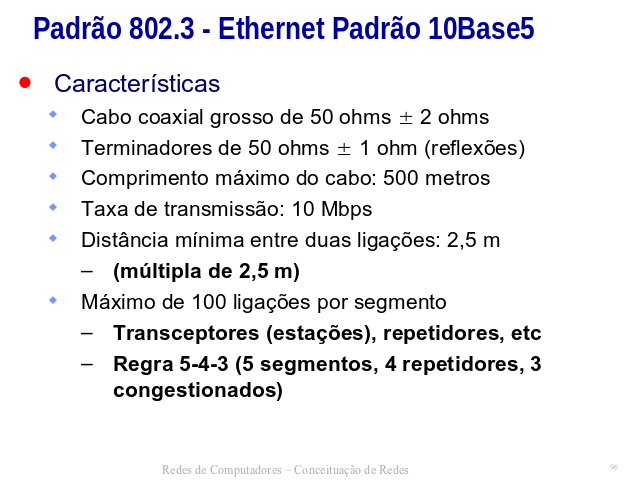 Padrão 802.3 - Ethernet Padrão 10Base5
Características
Cabo coaxial grosso de 50 ohms ± 2 ohms
Terminadores de 50 ohms ± 1 ohm (reflexões)
Comprimento máximo do cabo: 500 metros
Taxa de transmissão: 10 Mbps
Distância mínima entre duas ligações: 2,5 m
– (múltipla de 2,5 m)
Máximo de 100 ligações por segmento
– Transceptores (estações), repetidores, etc
– Regra 5-4-3 (5 segmentos, 4 repetidores, 3
congestionados)
Redes de Computadores – Conceituação de Redes
96